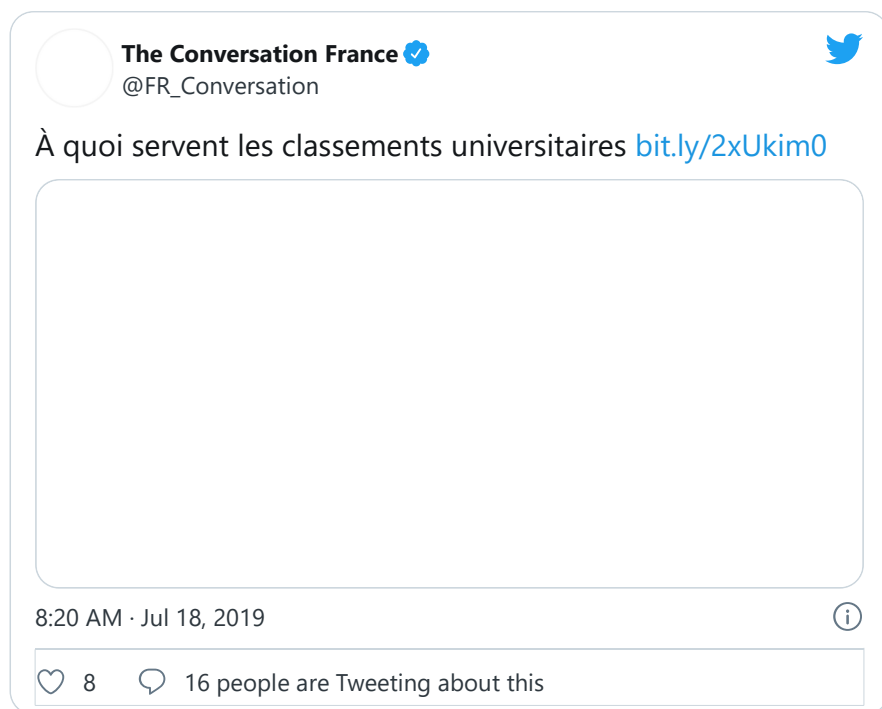 The Conversation France
@FR_Conversation
À quoi servent les classements universitaires bit.ly/2xUkim0
8:20 AM · Jul 18, 2019
8 16 people are Tweeting about this